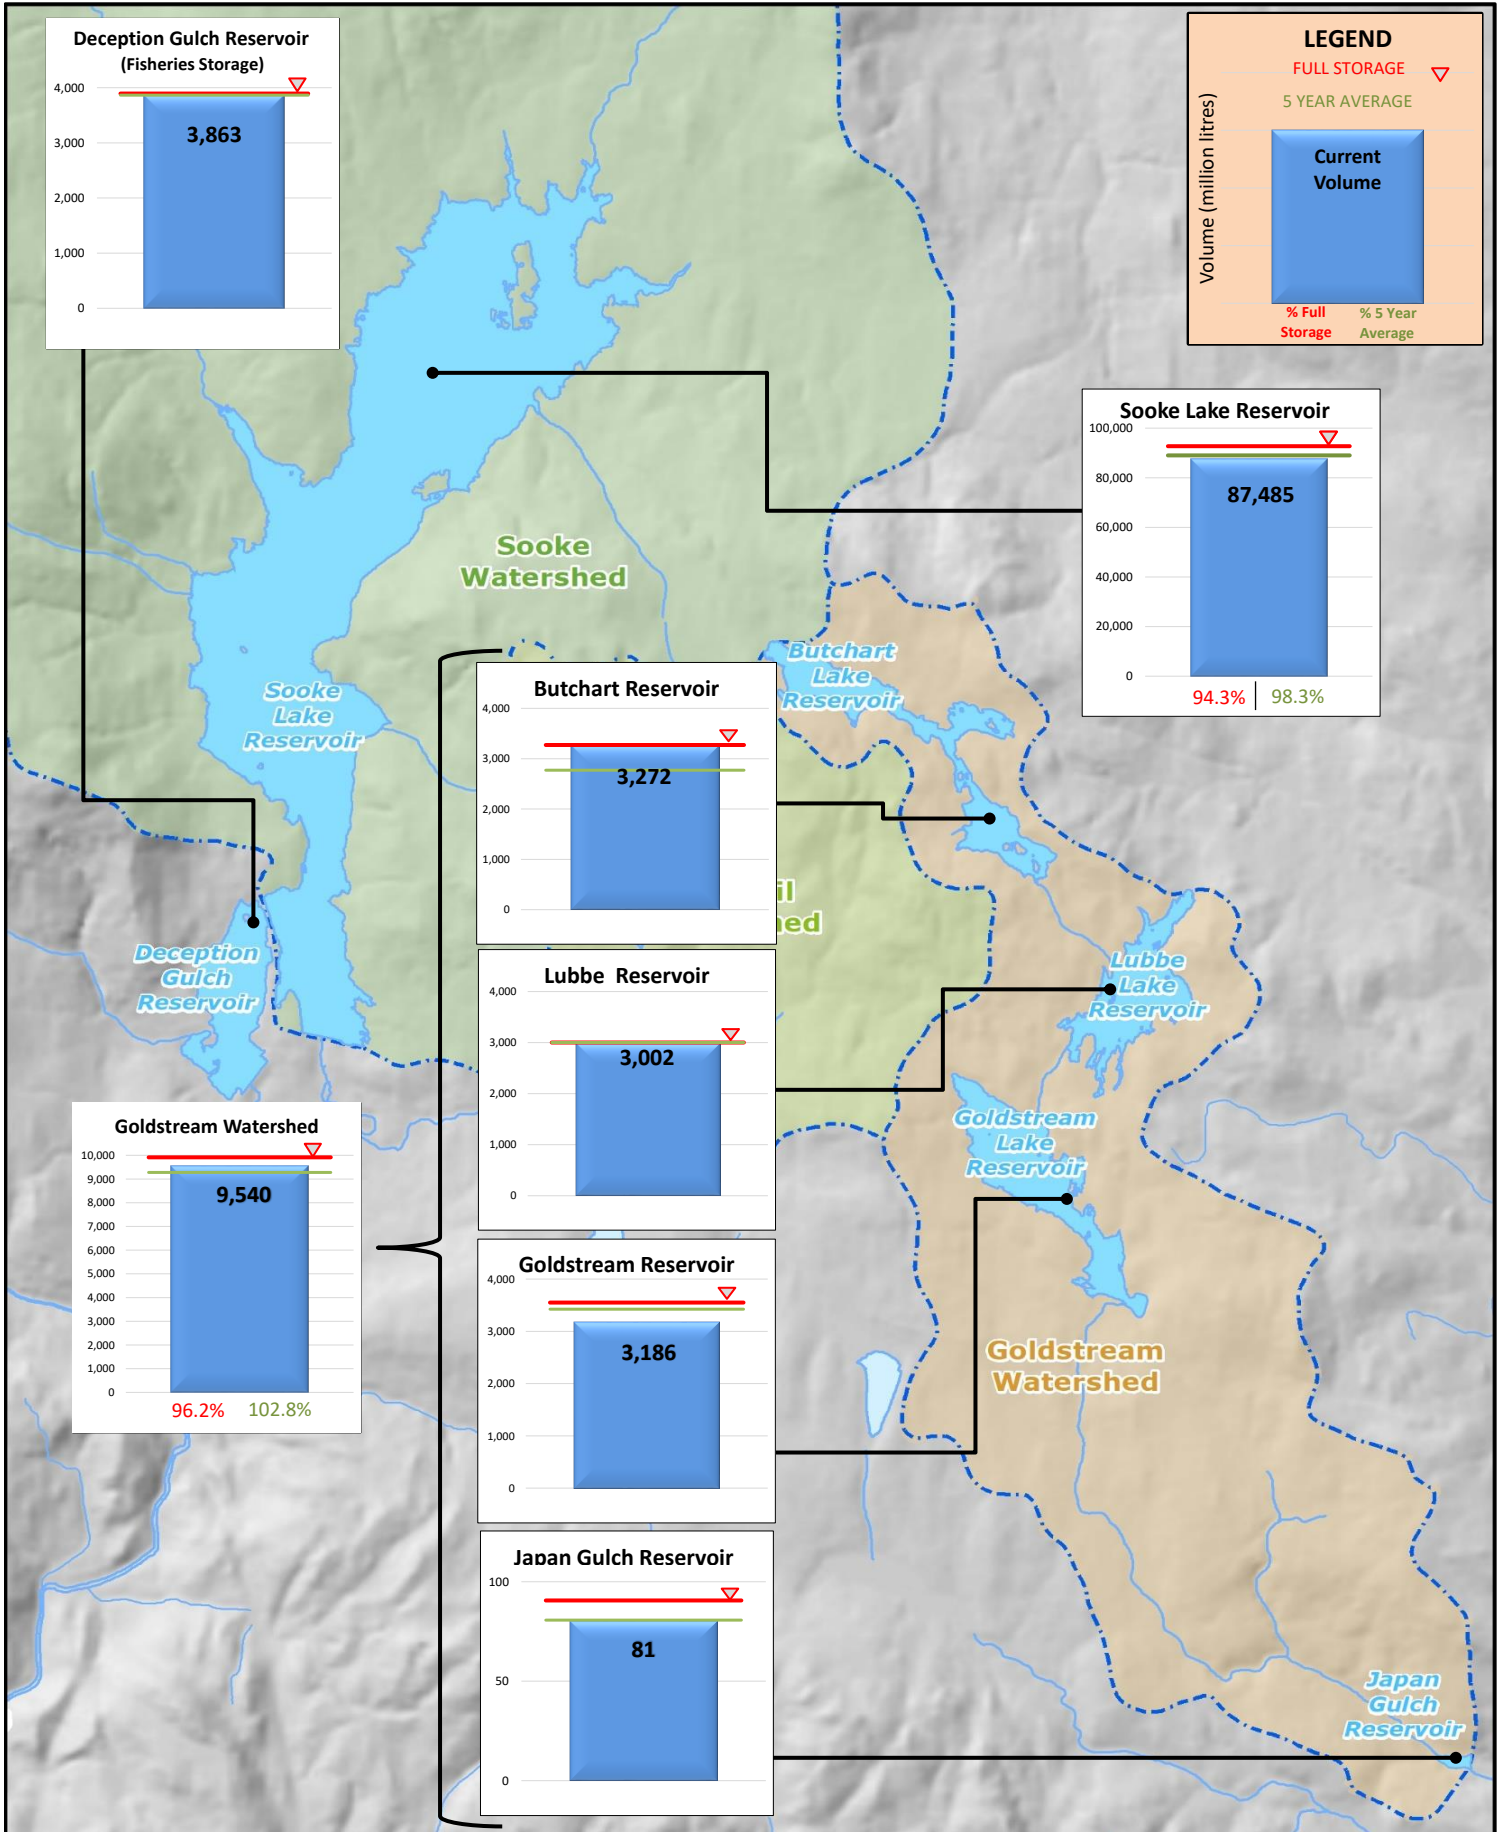 Deception Gulch Reservoir
(Fisheries Storage)
4,000
3,000
2,000
1,000
0
3,863
LEGEND
FULL STORAGE
5 YEAR AVERAGE
Volume (million litres)
Current
Volume
% Full
Storage
% 5 Year
Average
Sooke Lake Reservoir
100,000
80,000
60,000
40,000
20,000
0
87,485
94.3%
98.3%
Sooke
Watershed
Sooke
Lake
Reservoir
Butchart
Lake
Reservoir
Butchart Reservoir
4,000
3,000
2,000
1,000
0
3,272
il
ed
Deception
Gulch
Reservoir
Lubbe Reservoir
4,000
3,000
2,000
1,000
0
3,002
Lubbe
Lake
Reservoir
Goldstream Watershed
10,000
9,000
8,000
7,000
6,000
5,000
4,000
3,000
2,000
1,000
0
9,540
96.2%
102.8%
Goldstream
Lake
Reservoir
Goldstream Reservoir
4,000
3,000
2,000
1,000
0
3,186
Goldstream
Watershed
Japan Gulch Reservoir
100
50
0
81
Japan
Gulch
Reservoir